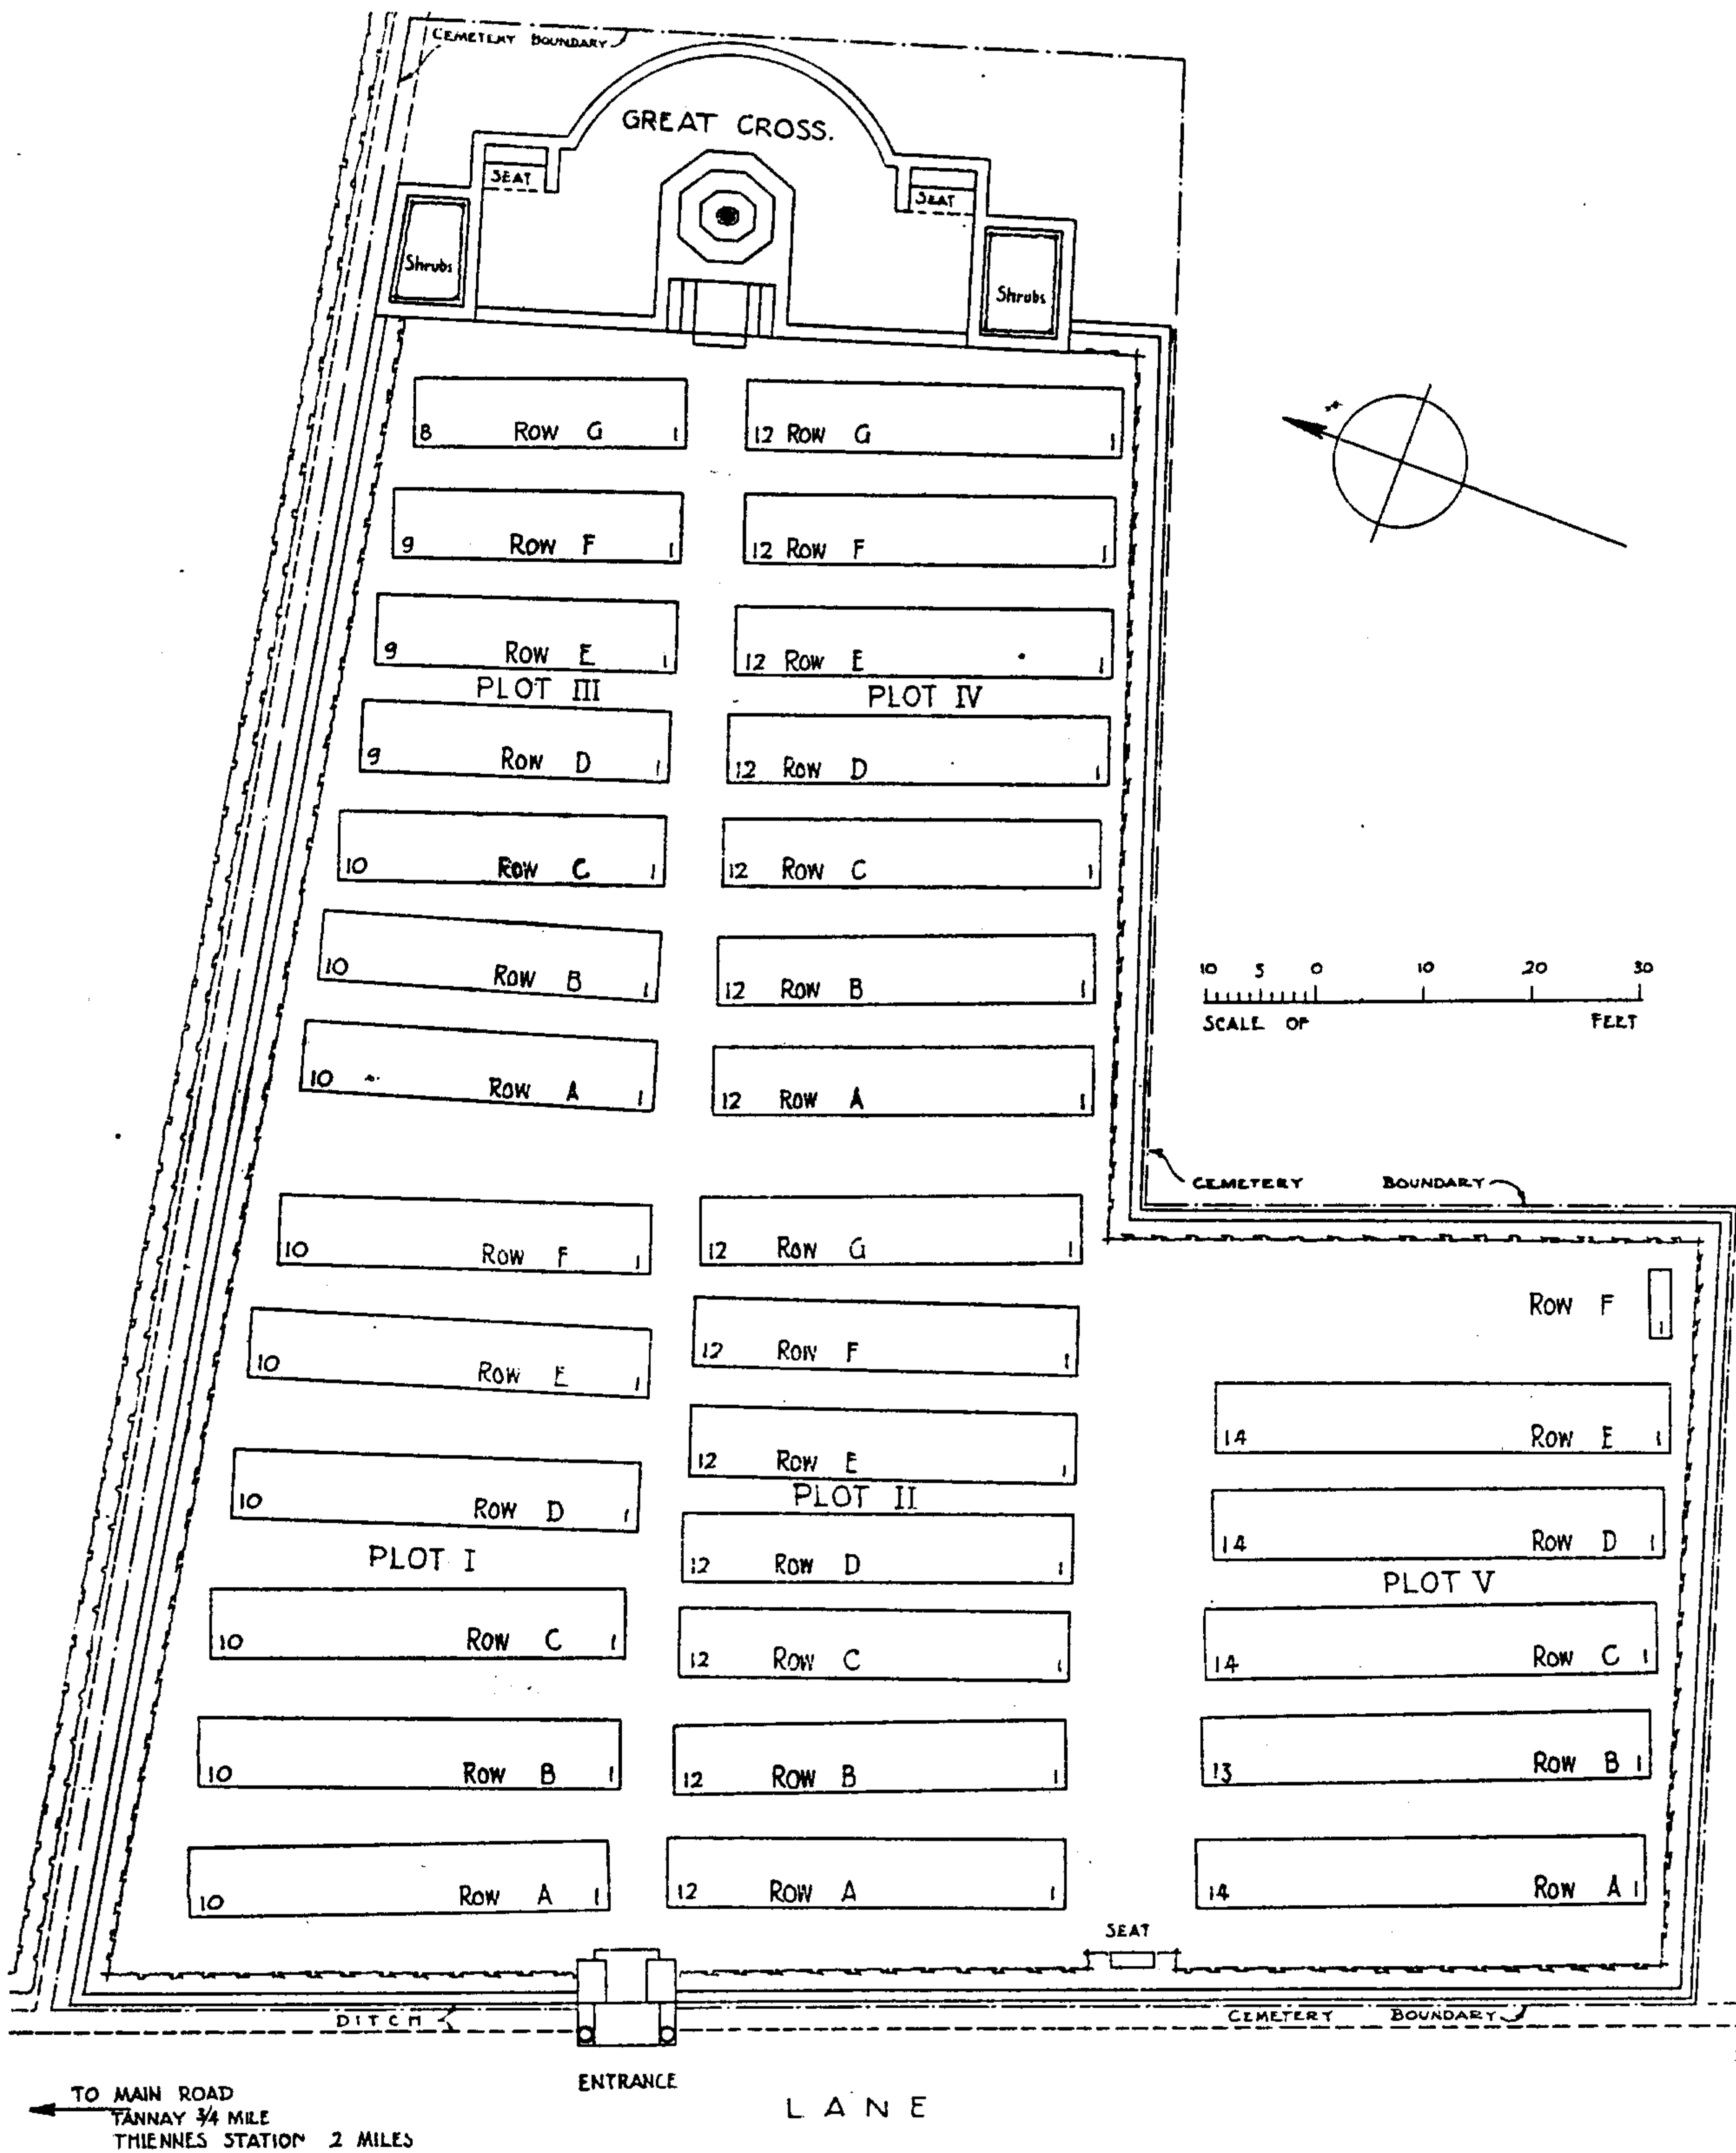 CEMETERY BOUNDARY
GREAT CROSS.
SEAT
SEAT
Shrubs
Shrubs
8 Row G 1
12 Row G 1
9 Row F 1
12 Row F 1
9 Row E 1
12 Row E 1
PLOT III
PLOT IV
9 Row D 1
12 Row D 1
10 Row C 1
12 Row C 1
10 Row B 1
12 Row B 1
10 5 0 10 20 30
SCALE OF FEET
10 Row A 1
12 Row A 1
CEMETERY BOUNDARY
10 Row F 1
12 Row G 1
Row F 1
10 Row E 1
12 Row F 1
14 Row E 1
12 Row E 1
PLOT II
10 Row D 1
12 Row D 1
14 Row D 1
PLOT I
PLOT V
10 Row C 1
12 Row C 1
14 Row C 1
10 Row B 1
12 Row B 1
13 Row B 1
10 Row A 1
12 Row A 1
14 Row A 1
SEAT
DITCH
CEMETERY BOUNDARY
ENTRANCE
LANE
TO MAIN ROAD
TANNAY 3/4 MILE
THIENNES STATION 2 MILES